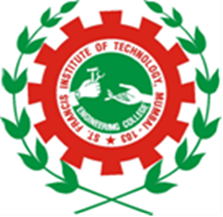 ST. FRANCIS INSTITUTE OF TECHNOLOGY MUMBAI - 103
ENGINEERING COLLEGE